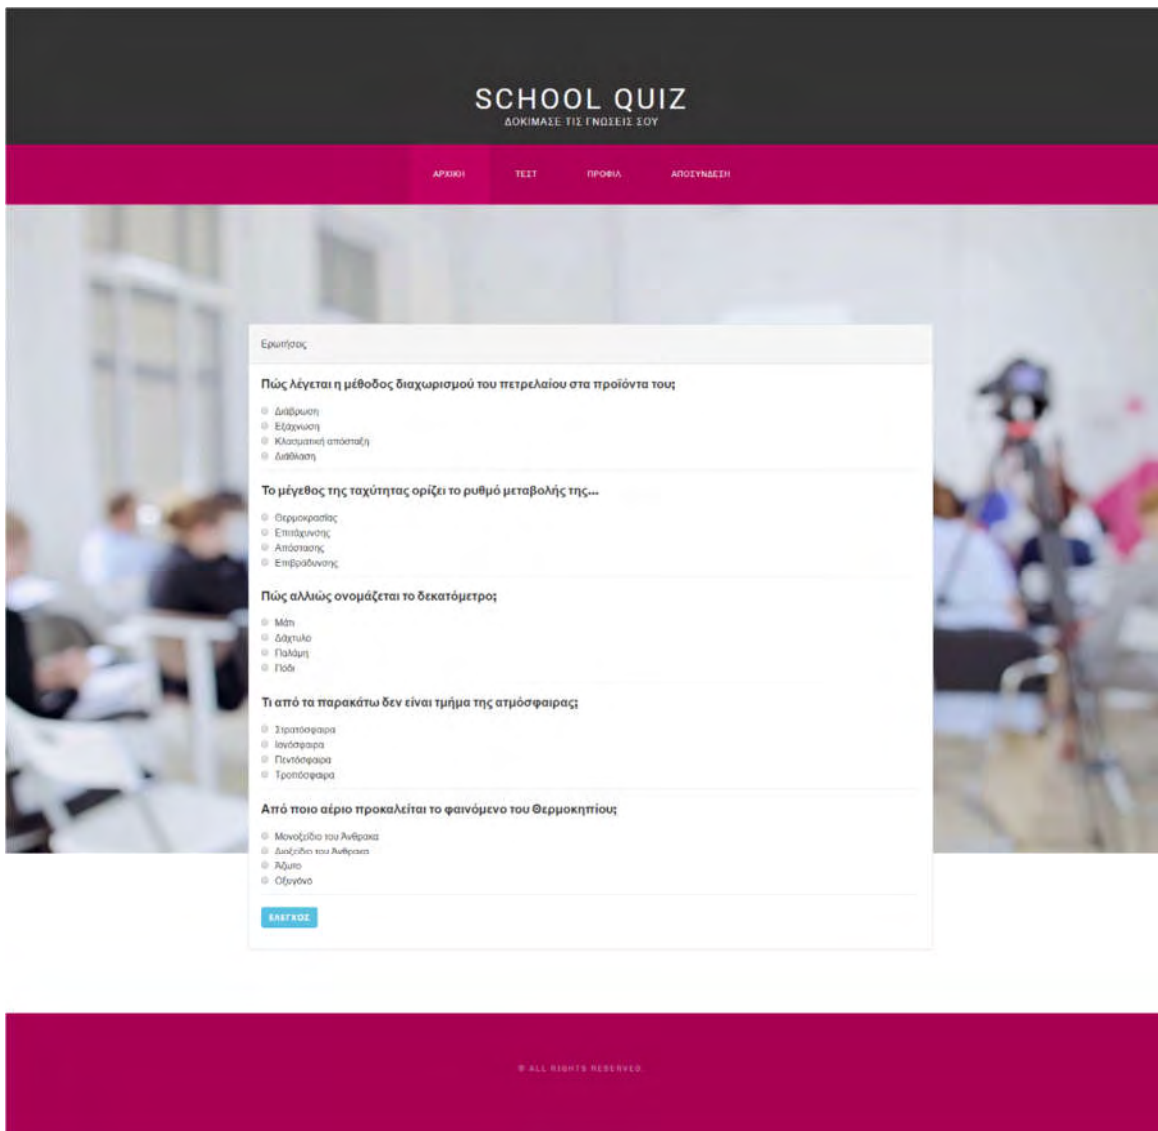 SCHOOL QUIZ
ΔΟΚΙΜΑΣΕ ΤΙΣ ΓΝΩΣΕΙΣ ΣΟΥ
ΑΡΧΙΚΗ ΤΕΣΤ ΠΡΟΦΙΛ ΑΠΟΣΥΝΔΕΣΗ
Ερωτήσεις
Πώς λέγεται η μέθοδος διαχωρισμού του πετρελαίου στα προϊόντα του;
Διάβρωση
Εξάχνωση
Κλασματική απόσταξη
Διάθλαση
Το μέγεθος της ταχύτητας ορίζει το ρυθμό μεταβολής της...
Θερμοκρασίας
Επιτάχυνσης
Απόστασης
Επιβράδυνσης
Πώς αλλιώς ονομάζεται το δεκατόμετρο;
Μάτι
Δάχτυλο
Παλάμη
Πόδι
Τι από τα παρακάτω δεν είναι τμήμα της ατμόσφαιρας;
Στρατόσφαιρα
Ιονόσφαιρα
Πεντόσφαιρα
Τροπόσφαιρα
Από ποιο αέριο προκαλείται το φαινόμενο του Θερμοκηπίου;
Μονοξείδιο του Άνθρακα
Διοξείδιο του Άνθρακα
Άζωτο
Οξυγόνο
ΕΛΕΓΧΟΣ
© ALL RIGHTS RESERVED.